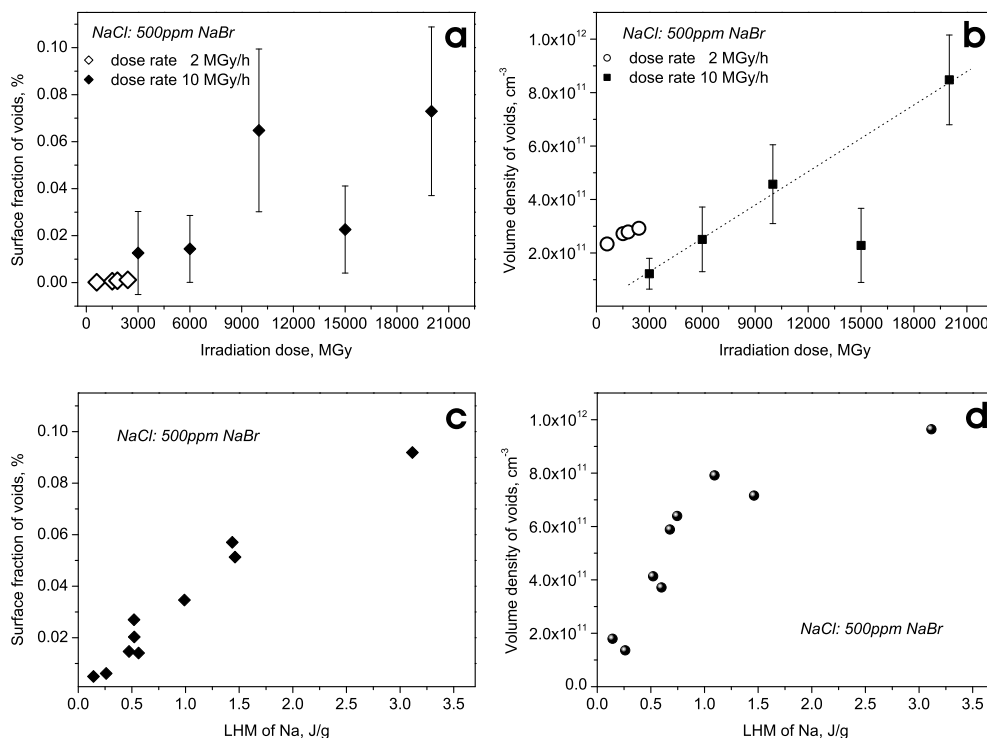 a
NaCl: 500ppm NaBr
dose rate 2 MGy/h
dose rate 10 MGy/h
Surface fraction of voids, %
0.10
0.08
0.06
0.04
0.02
0.00
0 3000 6000 9000 12000 15000 18000 21000
Irradiation dose, MGy
b
NaCl: 500ppm NaBr
dose rate 2 MGy/h
dose rate 10 MGy/h
Volume density of voids, cm⁻³
1.0x10¹²
8.0x10¹¹
6.0x10¹¹
4.0x10¹¹
2.0x10¹¹
0 3000 6000 9000 12000 15000 18000 21000
Irradiation dose, MGy
c
NaCl: 500ppm NaBr
Surface fraction of voids, %
0.10
0.08
0.06
0.04
0.02
0.0 0.5 1.0 1.5 2.0 2.5 3.0 3.5
LHM of Na, J/g
d
Volume density of voids, cm⁻³
1.0x10¹²
8.0x10¹¹
6.0x10¹¹
4.0x10¹¹
2.0x10¹¹
0.0
NaCl: 500ppm NaBr
0.0 0.5 1.0 1.5 2.0 2.5 3.0 3.5
LHM of Na, J/g